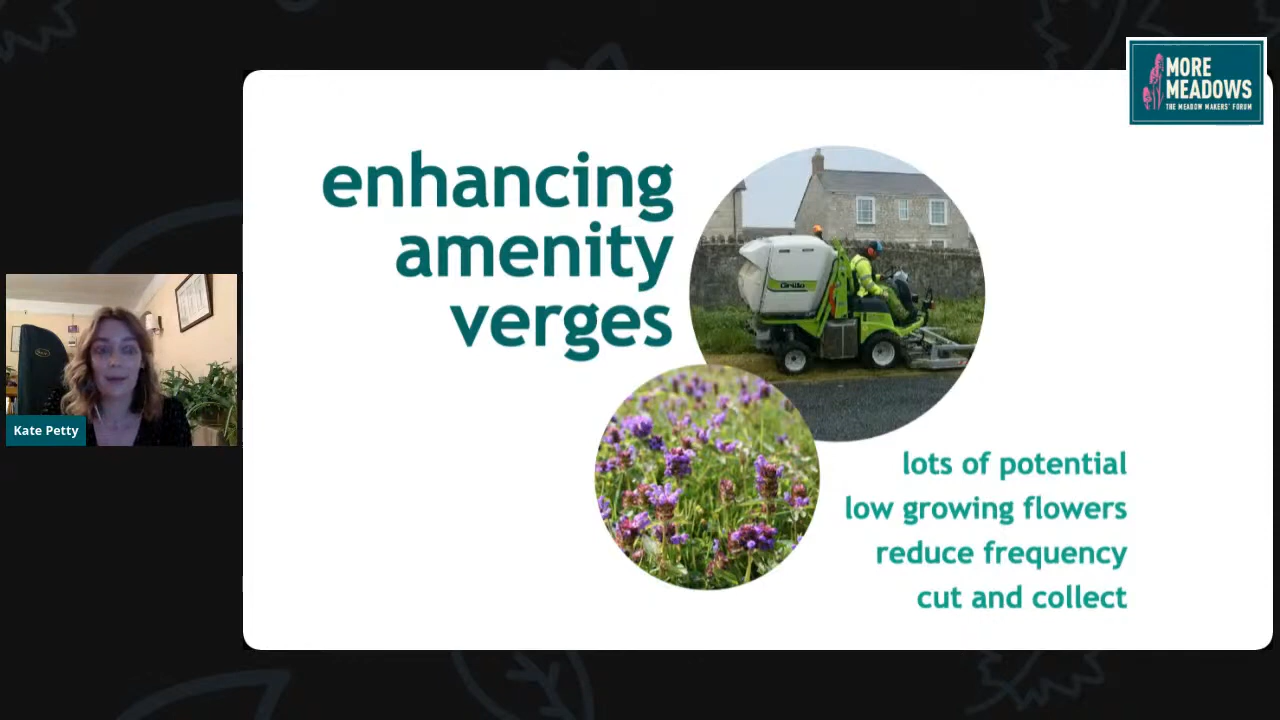 MORE
MEADOWS
THE MEADOW MAKERS' FORUM
enhancing
amenity
verges
Grillo
Kate Petty
lots of potential
low growing flowers
reduce frequency
cut and collect